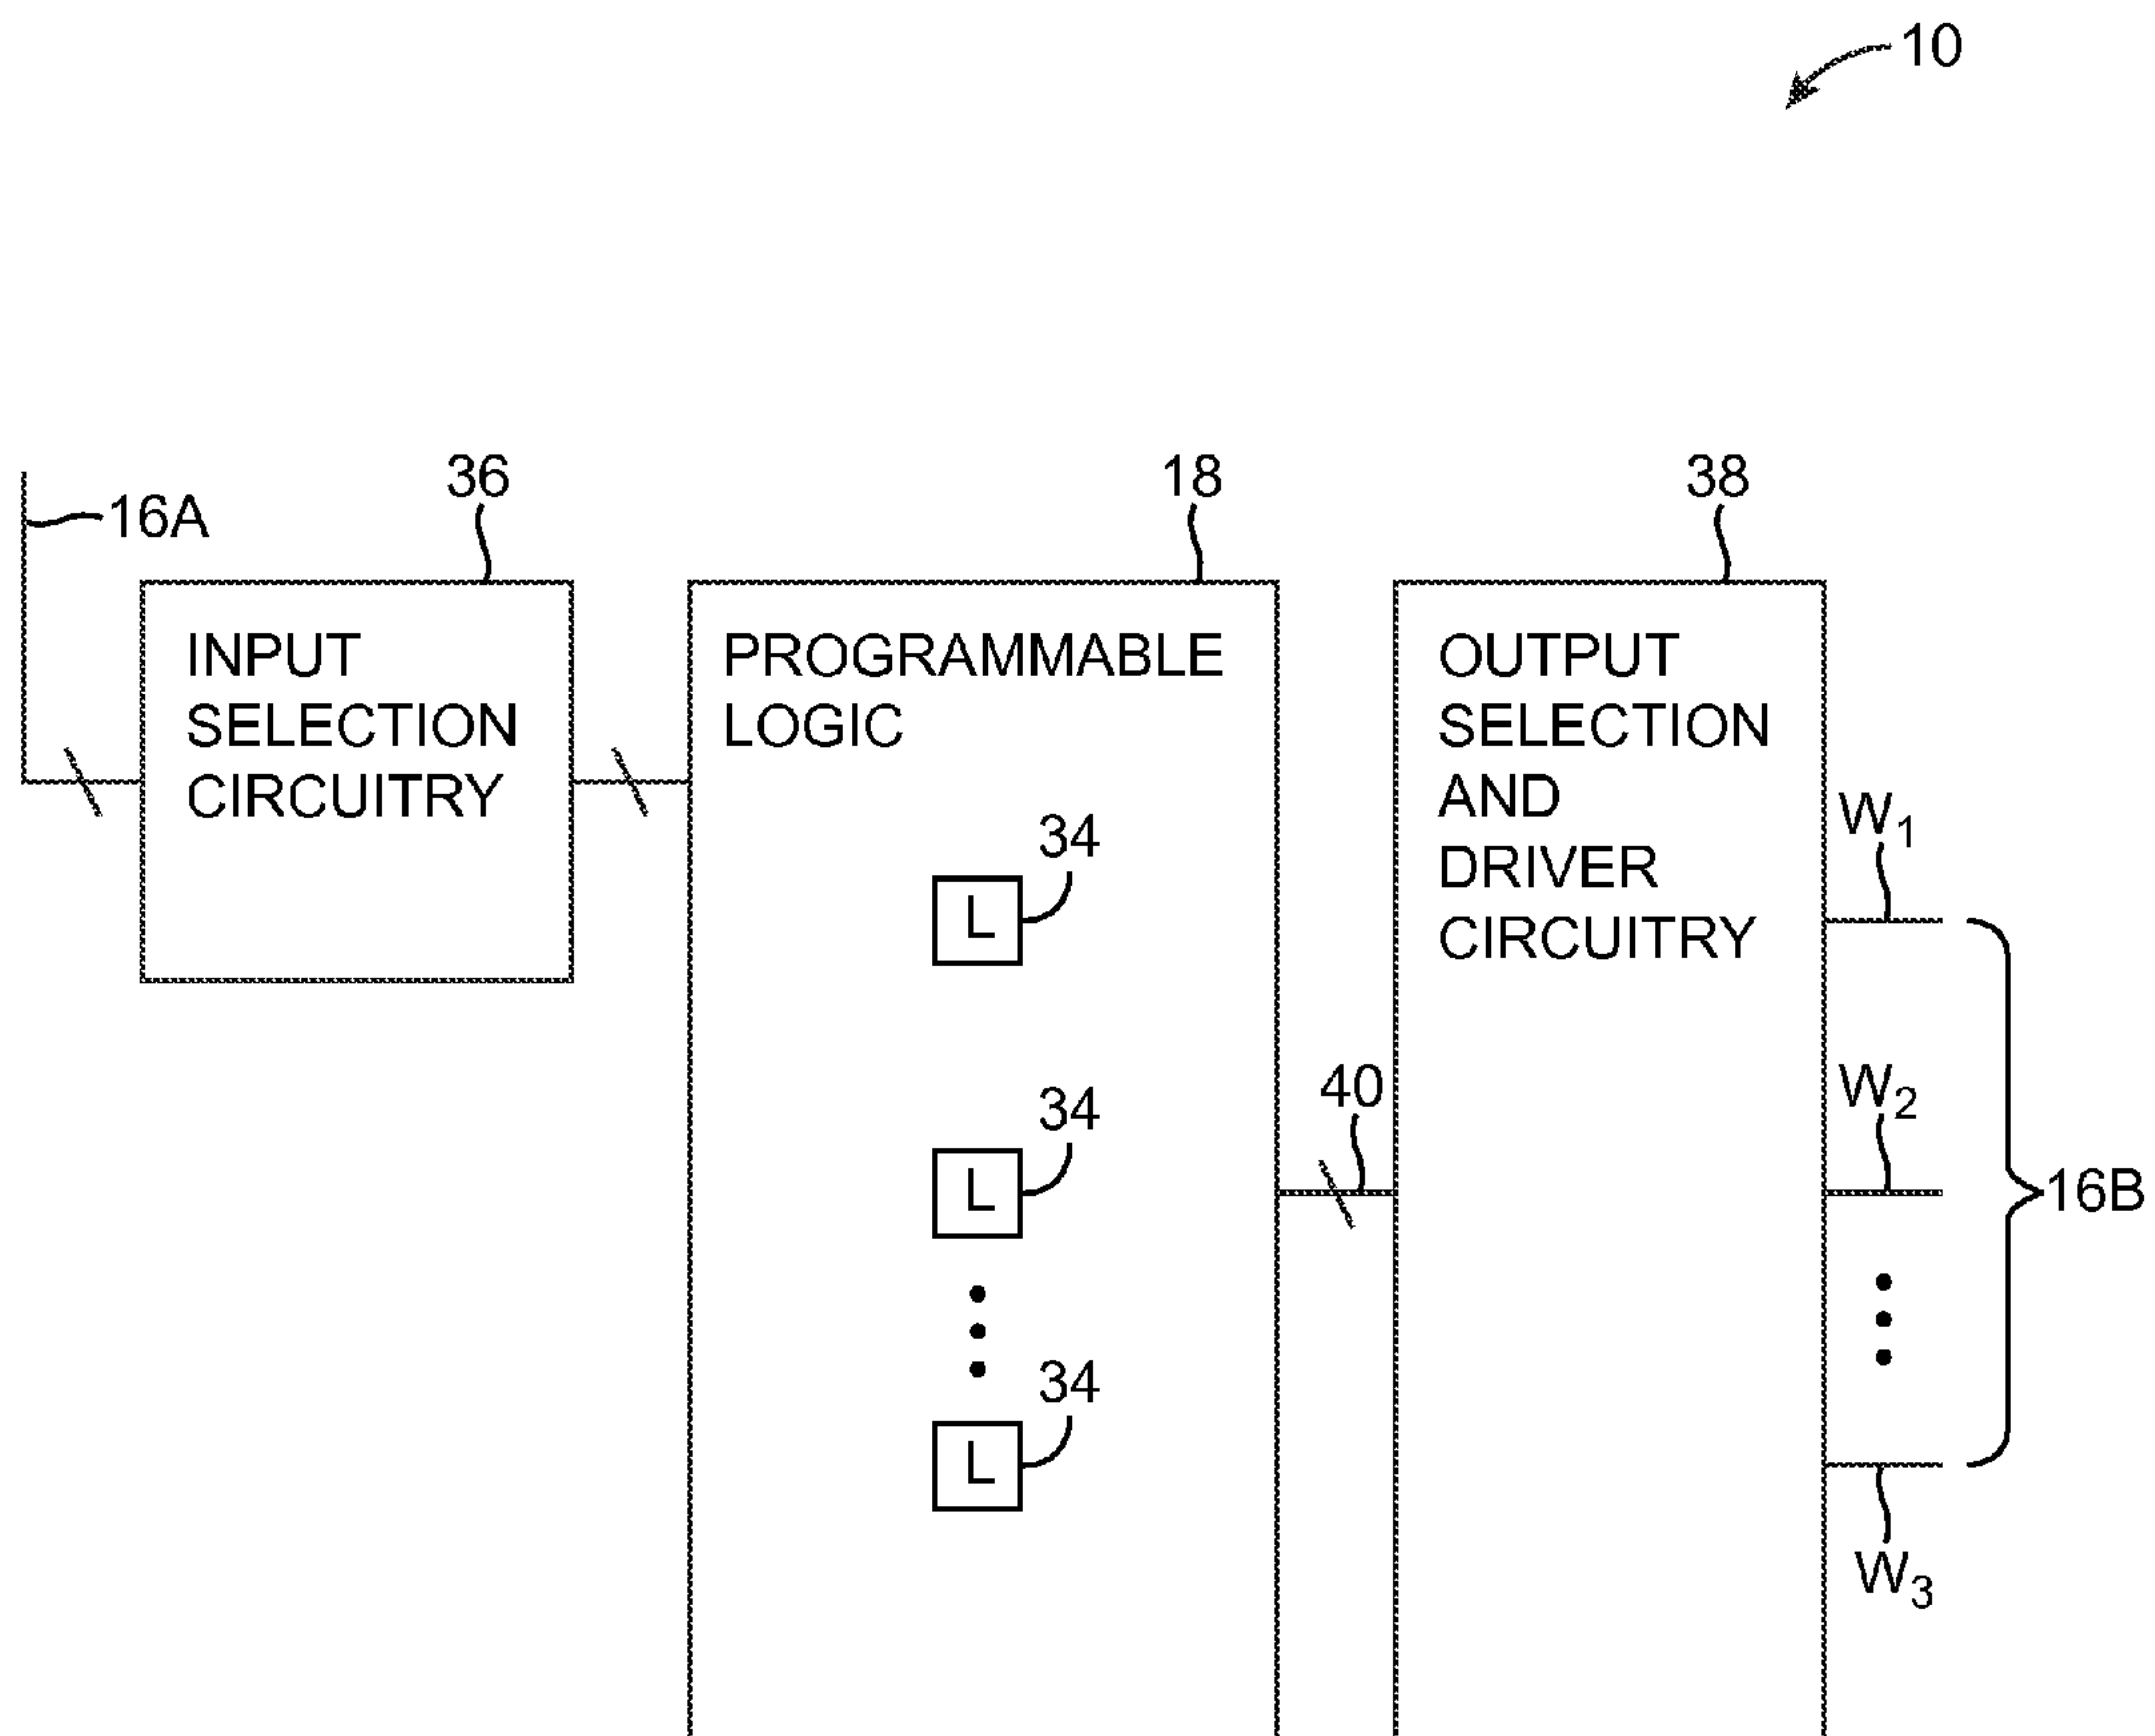 10
36
18
38
16A
INPUT
SELECTION
CIRCUITRY
PROGRAMMABLE
LOGIC
OUTPUT
SELECTION
AND
DRIVER
CIRCUITRY
34
L
34
L
34
L
40
W1
W2
16B
W3